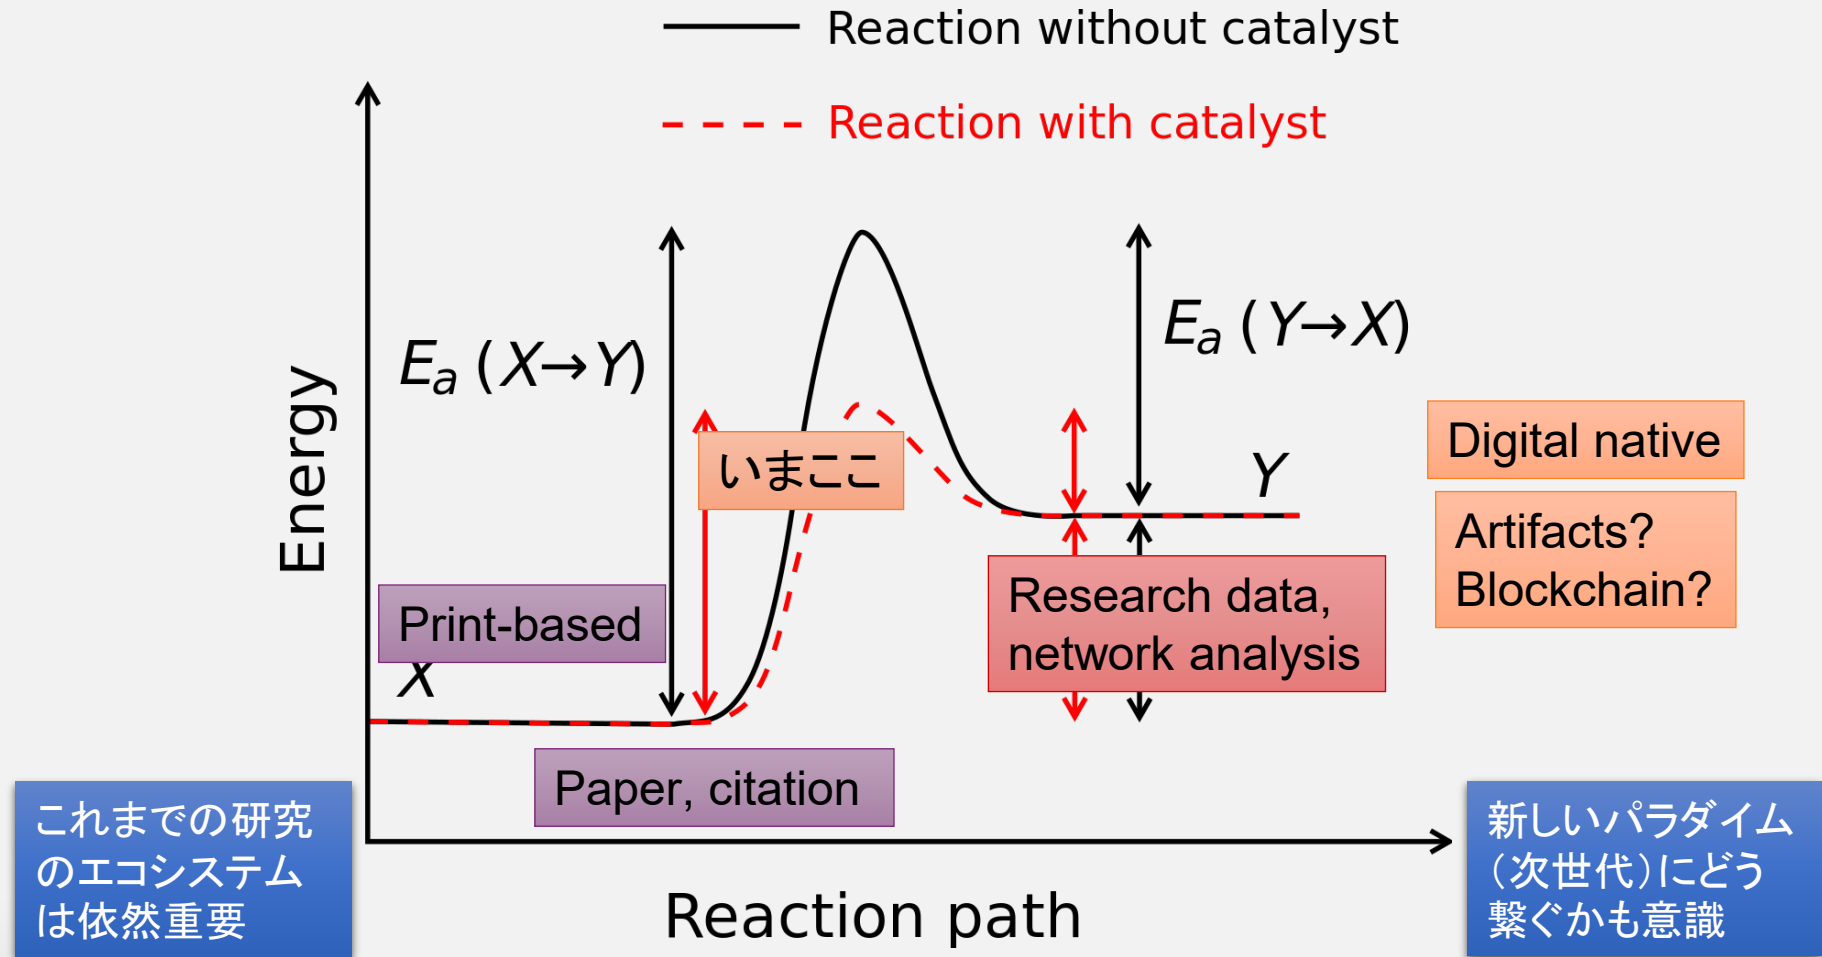 Reaction without catalyst
Reaction with catalyst
Energy
Eₐ (X→Y)
Eₐ (Y→X)
いまここ
Y
Digital native
Artifacts?
Blockchain?
Print-based
X
Research data,
network analysis
Paper, citation
これまでの研究
のエコシステム
は依然重要
新しいパラダイム
（次世代）にどう
繋ぐかも意識
Reaction path